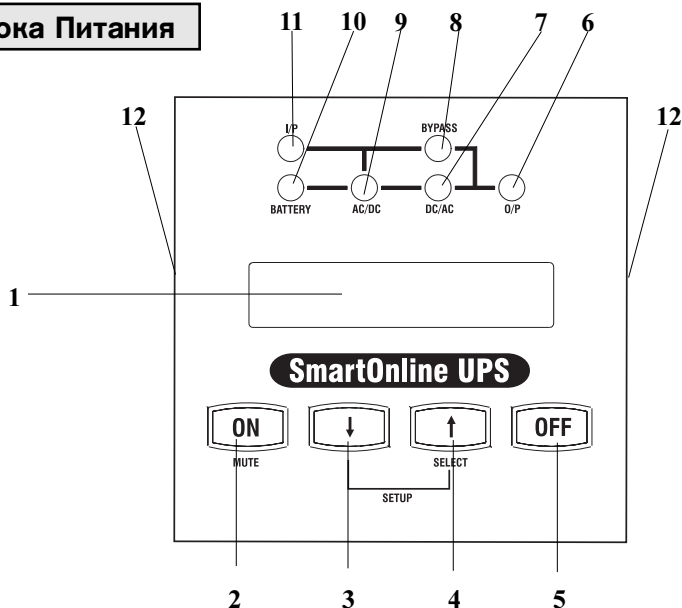 ока Питания
11 10 9 8 7 6
12 12
I/P BYPASS
BATTERY AC/DC DC/AC O/P
1
SmartOnline UPS
ON ↓ ↑ OFF
MUTE SELECT
SETUP
2 3 4 5